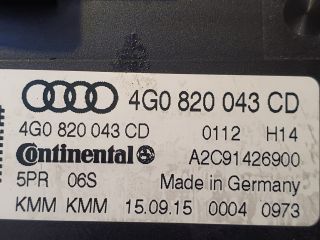 4G0 820 043 CD
4G0 820 043 CD 0112 H14
Continental A2C91426900
5PR 06S Made in Germany
KMM KMM 15.09.15 0004 0973